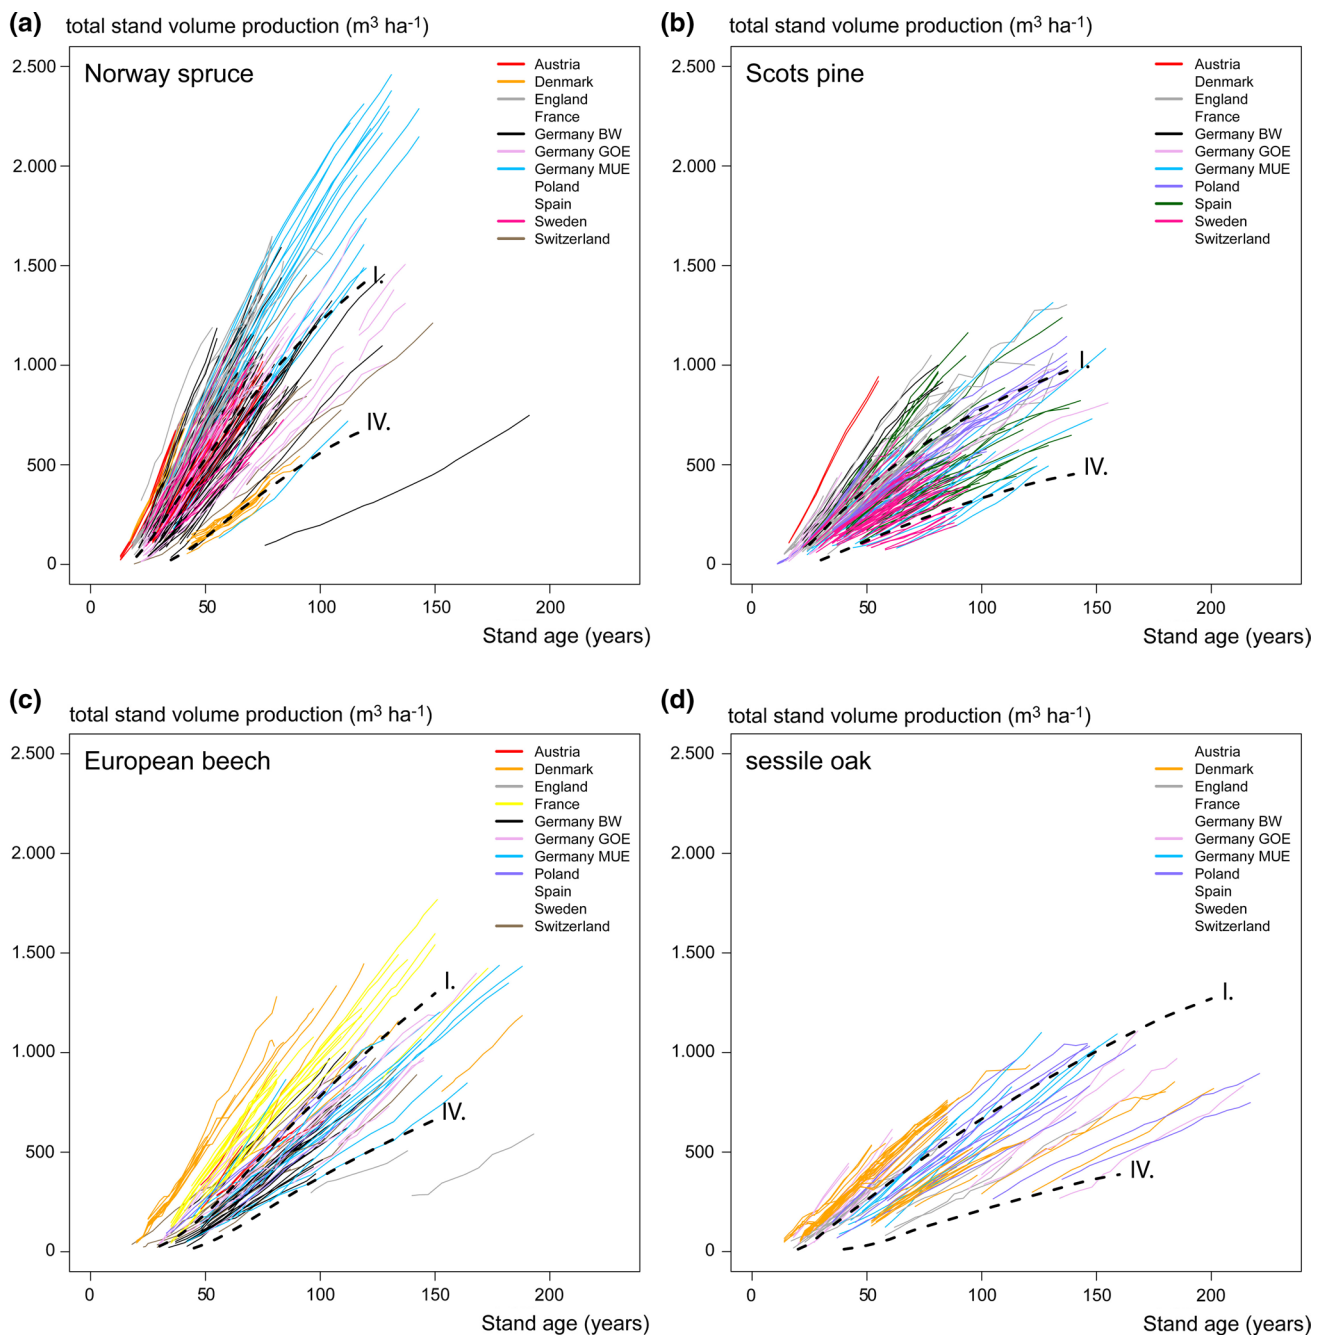 (a) total stand volume production (m³ ha-1)
Norway spruce
2.500
2.000
1.500
1.000
500
0
Austria
Denmark
England
France
Germany BW
Germany GOE
Germany MUE
Poland
Spain
Sweden
Switzerland
I.
IV.
0 50 100 150 200
Stand age (years)
(b) total stand volume production (m³ ha-1)
Scots pine
2.500
2.000
1.500
1.000
500
0
Austria
Denmark
England
France
Germany BW
Germany GOE
Germany MUE
Poland
Spain
Sweden
Switzerland
I.
IV.
0 50 100 150 200
Stand age (years)
(c) total stand volume production (m³ ha-1)
European beech
2.500
2.000
1.500
1.000
500
0
Austria
Denmark
England
France
Germany BW
Germany GOE
Germany MUE
Poland
Spain
Sweden
Switzerland
I.
IV.
0 50 100 150 200
Stand age (years)
(d) total stand volume production (m³ ha-1)
sessile oak
2.500
2.000
1.500
1.000
500
0
Austria
Denmark
England
France
Germany BW
Germany GOE
Germany MUE
Poland
Spain
Sweden
Switzerland
I.
IV.
0 50 100 150 200
Stand age (years)